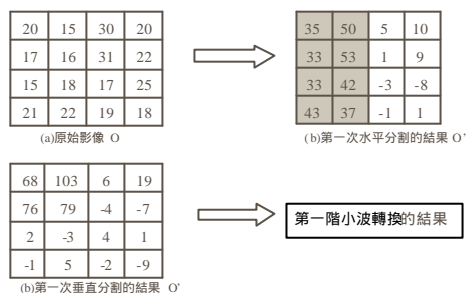 20 15 30 20
17 16 31 22
15 18 17 25
21 22 19 18
(a)原始影像 O
35 50 5 10
33 53 1 9
33 42 -3 -8
43 37 -1 1
(b)第一次水平分割的結果 O’
68 103 6 19
76 79 -4 -7
2 -3 4 1
-1 5 -2 -9
(b)第一次垂直分割的結果 O’
第一階小波轉換的結果